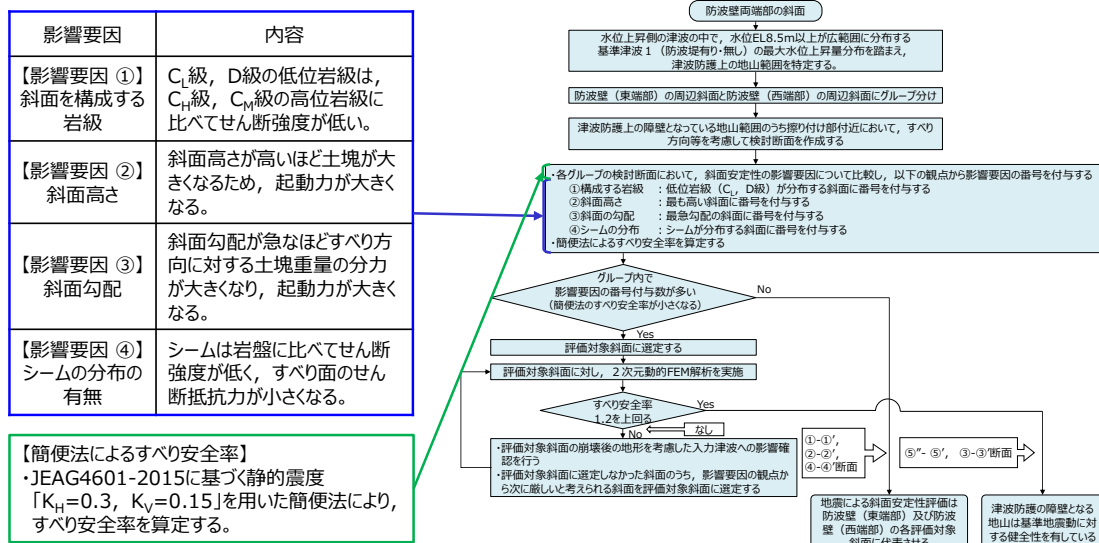 影響要因
内容
【影響要因 ①】
斜面を構成する
岩級
CL級，D級の低位岩級は，
CH級，CM級の高位岩級に
比べてせん断強度が低い。
【影響要因 ②】
斜面高さ
斜面高さが高いほど土塊が大
きくなるため，起動力が大きく
なる。
【影響要因 ③】
斜面勾配
斜面勾配が急なほどすべり方
向に対する土塊重量の分力
が大きくなり，起動力が大きく
なる。
【影響要因 ④】
シームの分布の
有無
シームは岩盤に比べてせん断
強度が低く，すべり面のせん
断抵抗力が小さくなる。
【簡便法によるすべり安全率】
・JEAG4601-2015に基づく静的震度
「KH=0.3，KV=0.15」を用いた簡便法により，
すべり安全率を算定する。
防波壁両端部の斜面
水位上昇側の津波の中で，水位EL8.5m以上が広範囲に分布する
基準津波１（防波堤有り・無し）の最大水位上昇量分布を踏まえ，
津波防護上の地山範囲を特定する。
防波壁（東端部）の周辺斜面と防波壁（西端部）の周辺斜面にグループ分け
津波防護上の障壁となっている地山範囲のうち擦り付け部付近において，すべり
方向等を考慮して検討断面を作成する
・各グループの検討断面において，斜面安定性の影響要因について比較し，以下の観点から影響要因の番号を付与する
①構成する岩級　：低位岩級（CL，D級）が分布する斜面に番号を付与する
②斜面高さ　：最も高い斜面に番号を付与する
③斜面の勾配　：最急勾配の斜面に番号を付与する
④シームの分布　：シームが分布する斜面に番号を付与する
・簡便法によるすべり安全率を算定する
グループ内で
影響要因の番号付与数が多い
（簡便法のすべり安全率が小さくなる）
No
Yes
評価対象斜面に選定する
評価対象斜面に対し，２次元動的FEM解析を実施
すべり安全率
1.2を上回る
Yes
No
なし
・評価対象斜面の崩壊後の地形を考慮した入力津波への影響確
認を行う
・評価対象斜面に選定しなかった斜面のうち，影響要因の観点か
ら次に厳しいと考えられる斜面を評価対象斜面に選定する
①-①′，
②-②′，
④-④′断面
⑤″-⑤′，③-③′断面
地震による斜面安定性評価は
防波壁（東端部）及び防波
壁（西端部）の各評価対象
斜面に代表させる
津波防護の障壁となる
地山は基準地震動に対
する健全性を有している